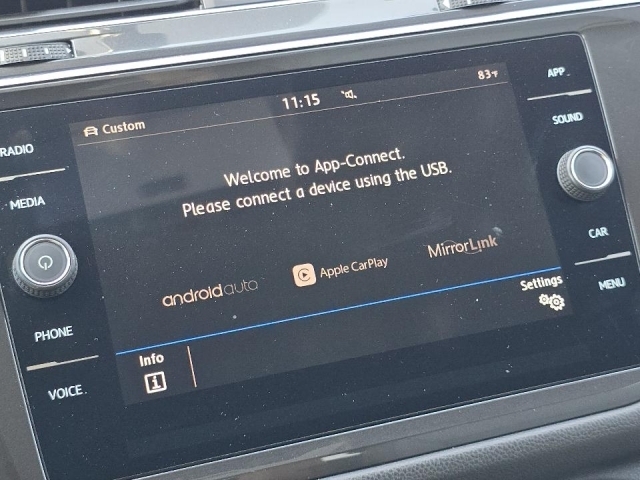 Custom
11:15
83°F
Welcome to App-Connect.
Please connect a device using the USB.
androidauto
Apple CarPlay
MirrorLink
Info
Settings
RADIO
MEDIA
PHONE
VOICE
APP
SOUND
CAR
MENU